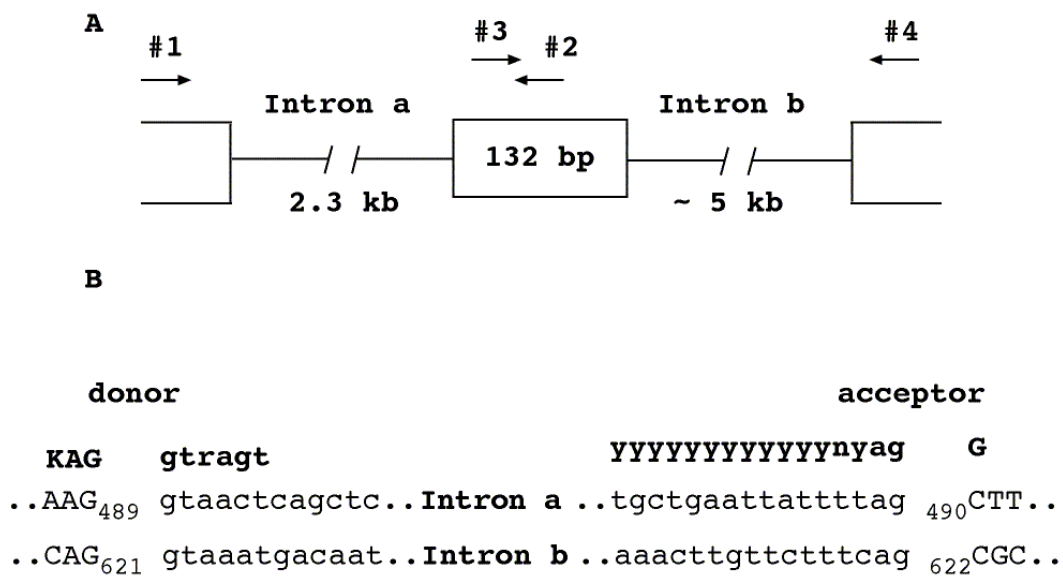 A
#1 #3 #2 #4
Intron a Intron b
132 bp
2.3 kb ~ 5 kb
B
donor acceptor
KAG gtragt yyyyyyyyyyyynyag G
..AAG489 gtaactcagctc..Intron a ..tgctgaattattttag 490CTT..
..CAG621 gtaaatgacaat..Intron b ..aaacttgttctttcag 622CGC..